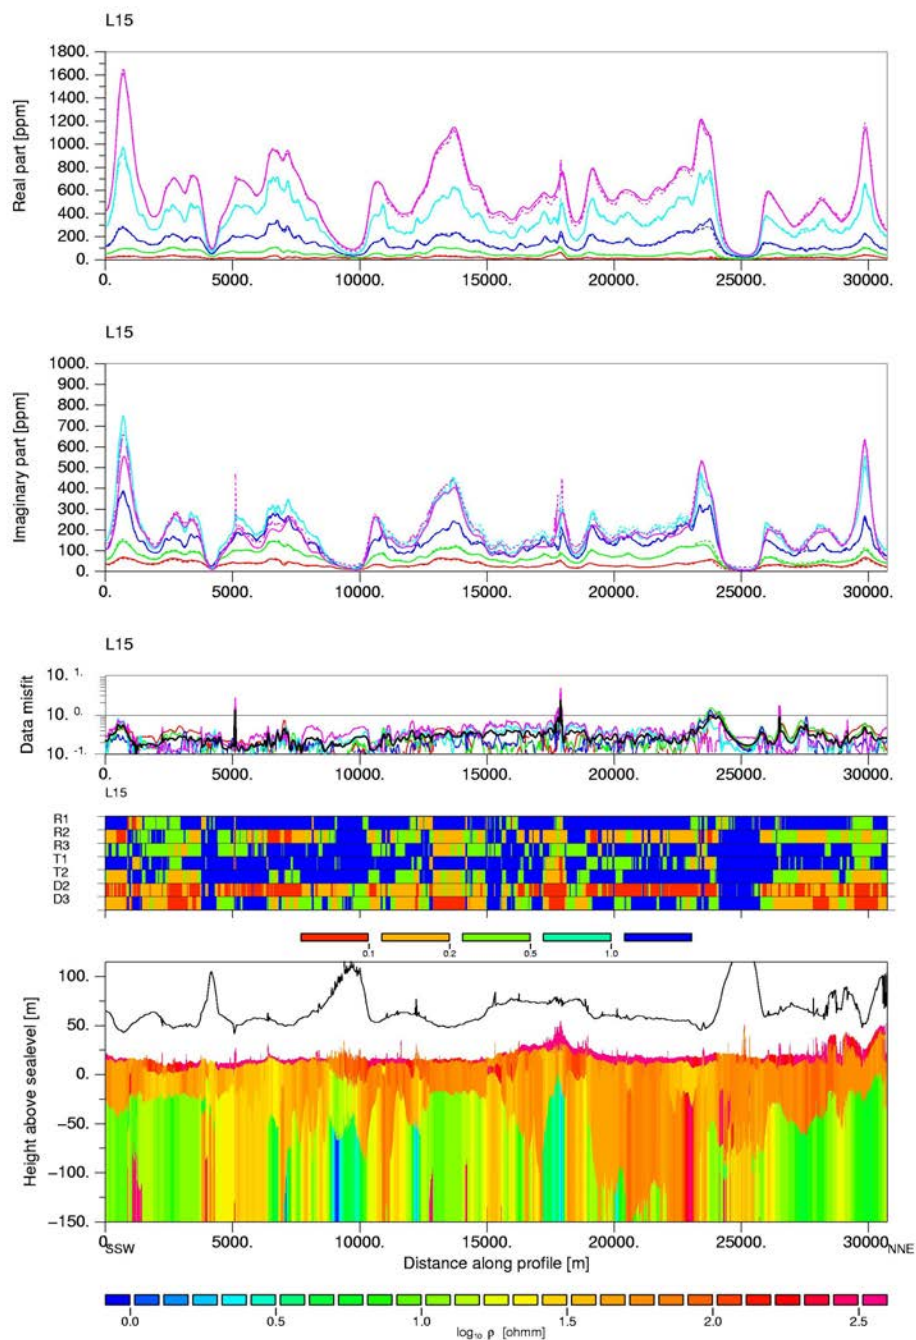 L15
Real part [ppm]
1800.
1600.
1400.
1200.
1000.
800.
600.
400.
200.
0.
0. 5000. 10000. 15000. 20000. 25000. 30000.
L15
Imaginary part [ppm]
1000.
900.
800.
700.
600.
500.
400.
300.
200.
100.
0.
0. 5000. 10000. 15000. 20000. 25000. 30000.
L15
Data misfit
10. 1.
10. 0.
10. -1.
0. 5000. 10000. 15000. 20000. 25000. 30000.
L15
R1
R2
R3
T1
T2
D2
D3
0.1 0.2 0.5 1.0
Height above sealevel [m]
100.
50.
0.
-50.
-100.
-150.
0. 5000. 10000. 15000. 20000. 25000. 30000.
SSW NNE
Distance along profile [m]
0.0 0.5 1.0 1.5 2.0 2.5
log₁₀ ρ [ohmm]